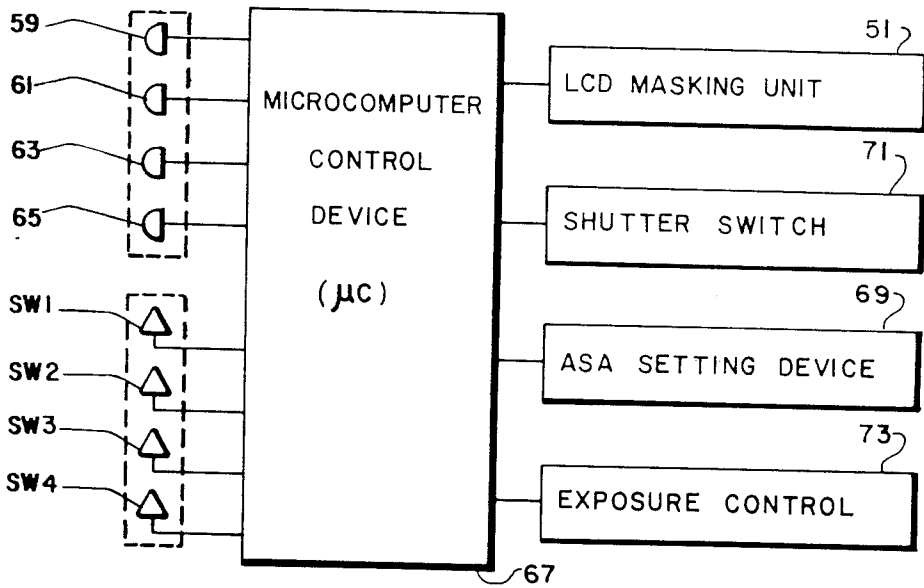 59
61
63
65
SW1
SW2
SW3
SW4
MICROCOMPUTER
CONTROL
DEVICE
(μC)
67
51
LCD MASKING UNIT
71
SHUTTER SWITCH
69
ASA SETTING DEVICE
73
EXPOSURE CONTROL